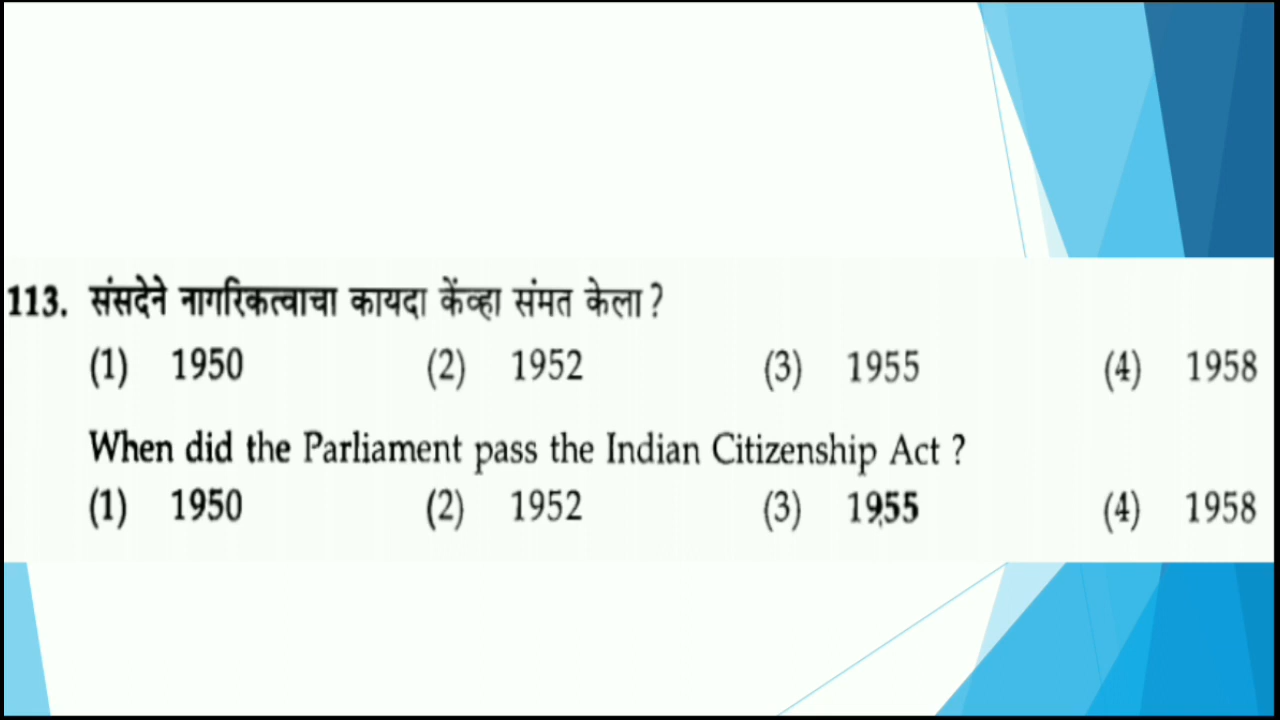 113. संसदेने नागरिकत्वाचा कायदा केंव्हा संमत केला ?
(1) 1950 (2) 1952 (3) 1955 (4) 1958
When did the Parliament pass the Indian Citizenship Act ?
(1) 1950 (2) 1952 (3) 1955 (4) 1958